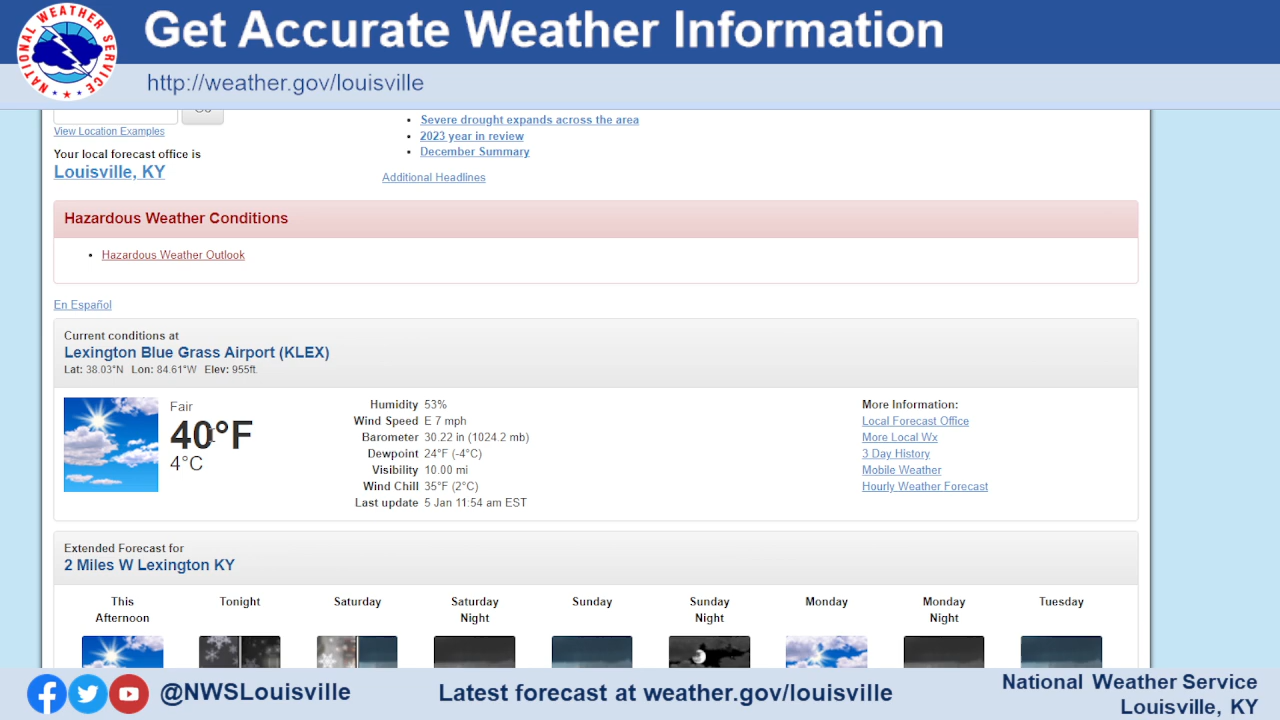 NATIONAL WEATHER SERVICE
Get Accurate Weather Information
http://weather.gov/louisville
View Location Examples
Your local forecast office is
Louisville, KY
Severe drought expands across the area
2023 year in review
December Summary
Additional Headlines
Hazardous Weather Conditions
Hazardous Weather Outlook
En Español
Current conditions at
Lexington Blue Grass Airport (KLEX)
Lat: 38.03°N Lon: 84.61°W Elev: 955ft.
Fair
40°F
4°C
Humidity 53%
Wind Speed E 7 mph
Barometer 30.22 in (1024.2 mb)
Dewpoint 24°F (-4°C)
Visibility 10.00 mi
Wind Chill 35°F (2°C)
Last update 5 Jan 11:54 am EST
More Information:
Local Forecast Office
More Local Wx
3 Day History
Mobile Weather
Hourly Weather Forecast
Extended Forecast for
2 Miles W Lexington KY
This Afternoon
Tonight
Saturday
Saturday Night
Sunday
Sunday Night
Monday
Monday Night
Tuesday
@NWSLouisville
Latest forecast at weather.gov/louisville
National Weather Service
Louisville, KY